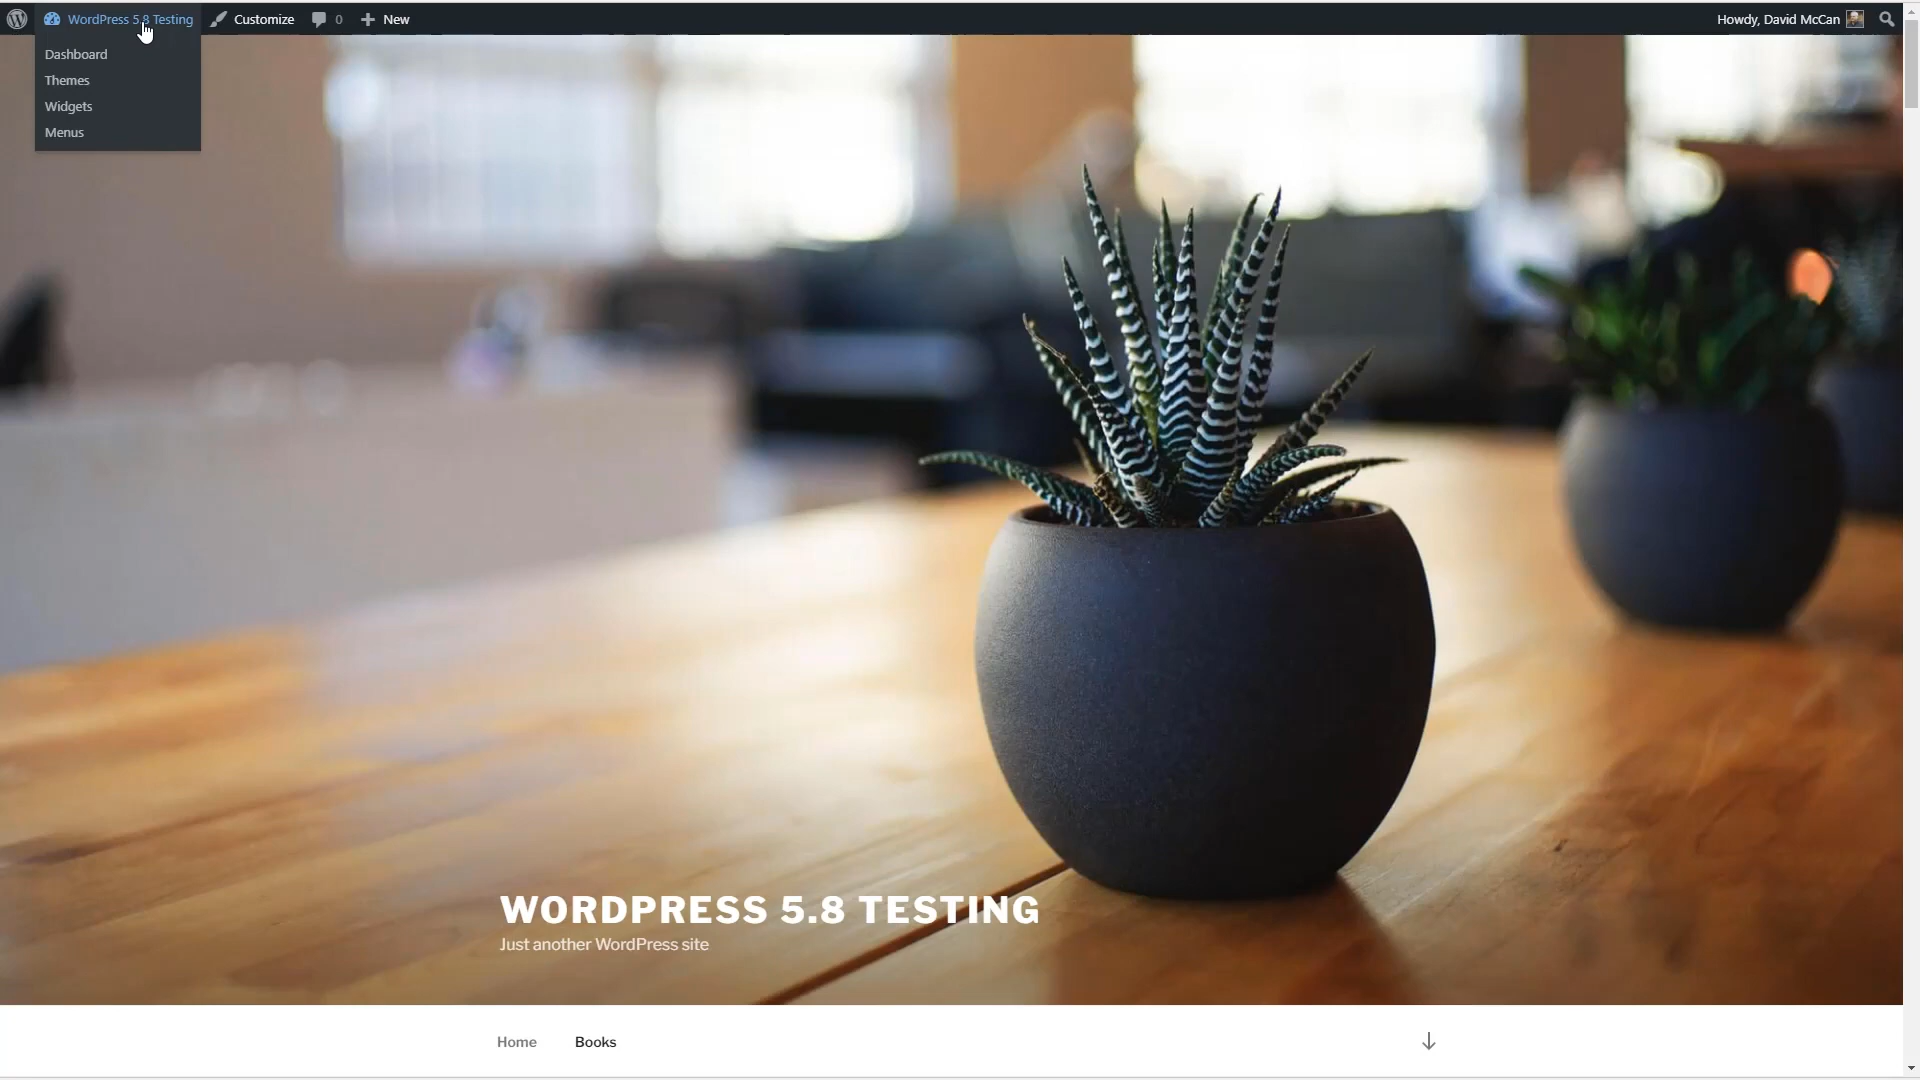 WordPress 5.8 Testing Customize 0 New Howdy, David McCan
Dashboard
Themes
Widgets
Menus
WORDPRESS 5.8 TESTING
Just another WordPress site
Home Books